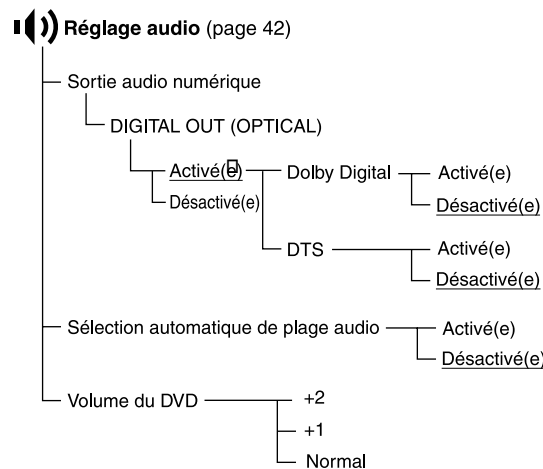 Réglage audio (page 42)
Sortie audio numérique
DIGITAL OUT (OPTICAL)
Activé(e) Dolby Digital Activé(e)
Désactivé(e) Désactivé(e)
DTS Activé(e)
Désactivé(e)
Sélection automatique de plage audio Activé(e)
Désactivé(e)
Volume du DVD +2
+1
Normal